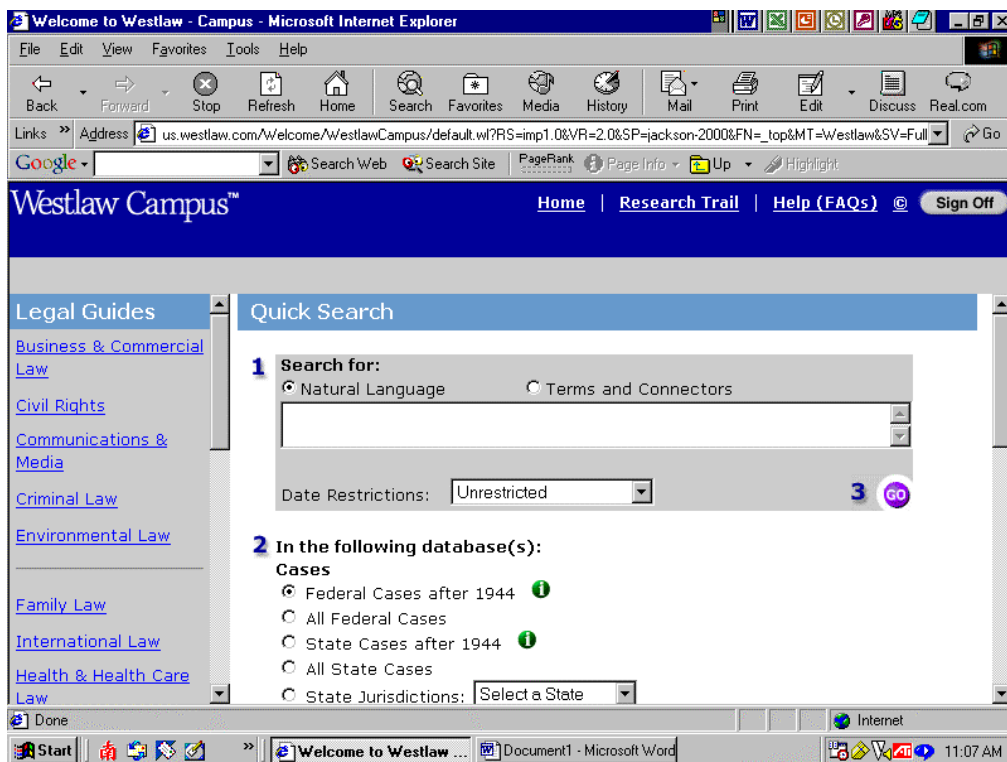 Welcome to Westlaw - Campus - Microsoft Internet Explorer
File Edit View Favorites Tools Help
Back Forward Stop Refresh Home Search Favorites Media History Mail Print Edit Discuss Real.com
Links » Address us.westlaw.com/Welcome/WestlawCampus/default.wl?RS=imp1.0&VR=2.0&SP=jackson-2000&FN=_top&MT=Westlaw&SV=Full Go
Google Search Web Search Site PageRank Page Info Up Highlight
Westlaw Campus™ Home | Research Trail | Help (FAQs) © Sign Off
Legal Guides
Business & Commercial
Law
Civil Rights
Communications &
Media
Criminal Law
Environmental Law
Family Law
International Law
Health & Health Care
Law
Quick Search
1 Search for:
Natural Language Terms and Connectors
Date Restrictions: Unrestricted 3 GO
2 In the following database(s):
Cases
Federal Cases after 1944
All Federal Cases
State Cases after 1944
All State Cases
State Jurisdictions: Select a State
Done Internet
Start 南 » Welcome to Westlaw ... Document1 - Microsoft Word 11:07 AM